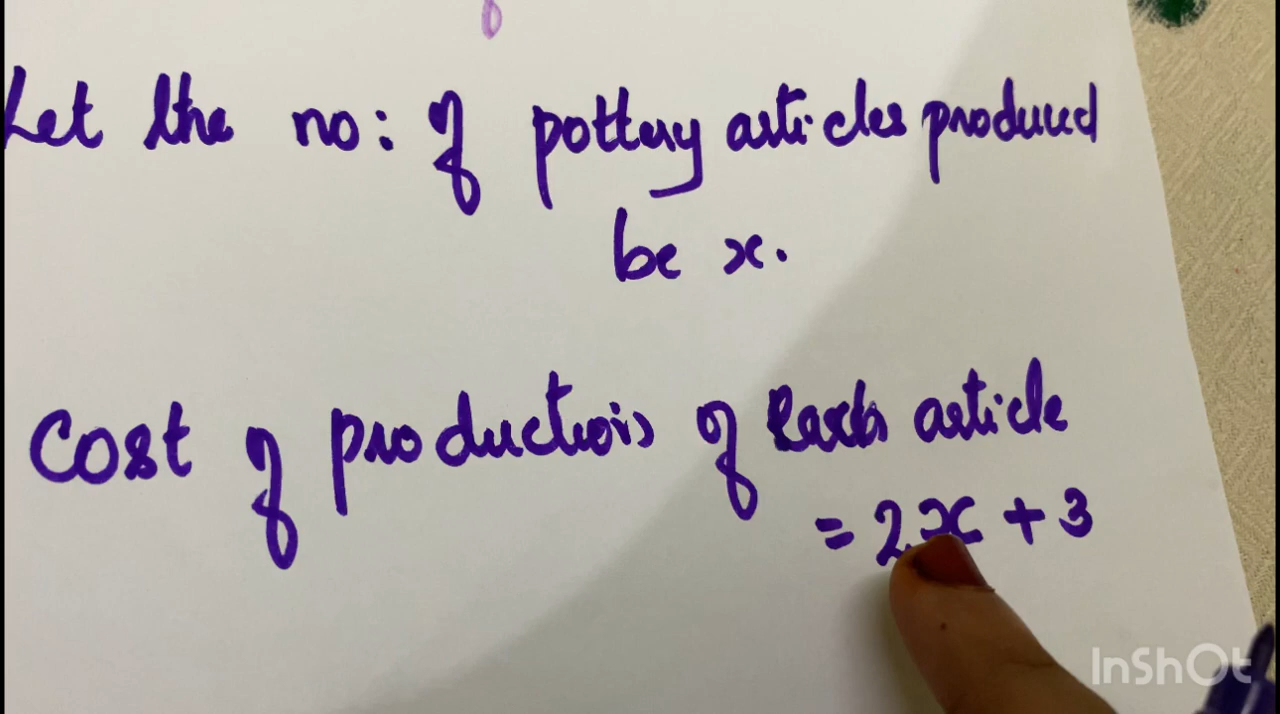 Let the no: of pottery articles produced
be x.
Cost of production of each article
= 2x + 3
InShOt